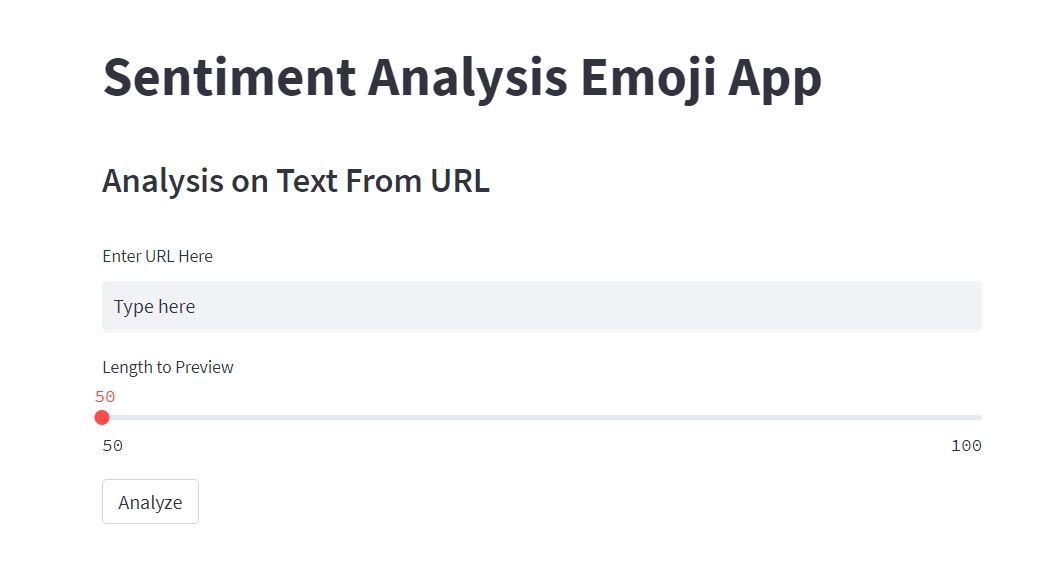 Sentiment Analysis Emoji App
Analysis on Text From URL
Enter URL Here
Type here
Length to Preview
50
50 100
Analyze